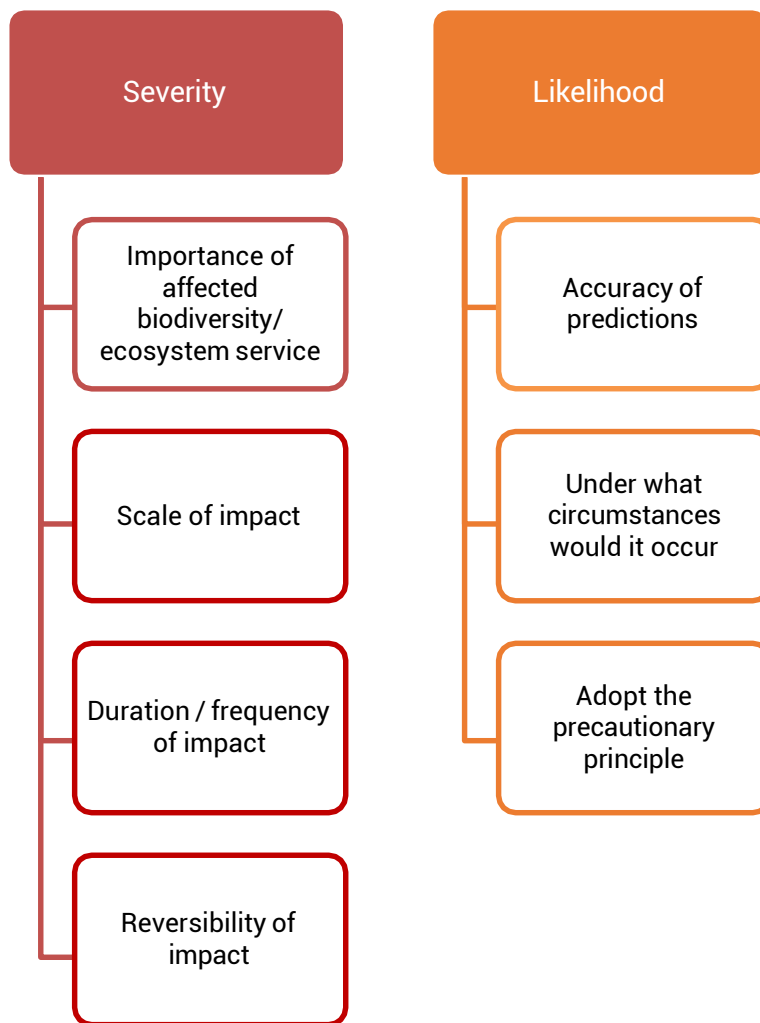 Severity
Importance of
affected
biodiversity/
ecosystem service
Scale of impact
Duration / frequency
of impact
Reversibility of
impact
Likelihood
Accuracy of
predictions
Under what
circumstances
would it occur
Adopt the
precautionary
principle